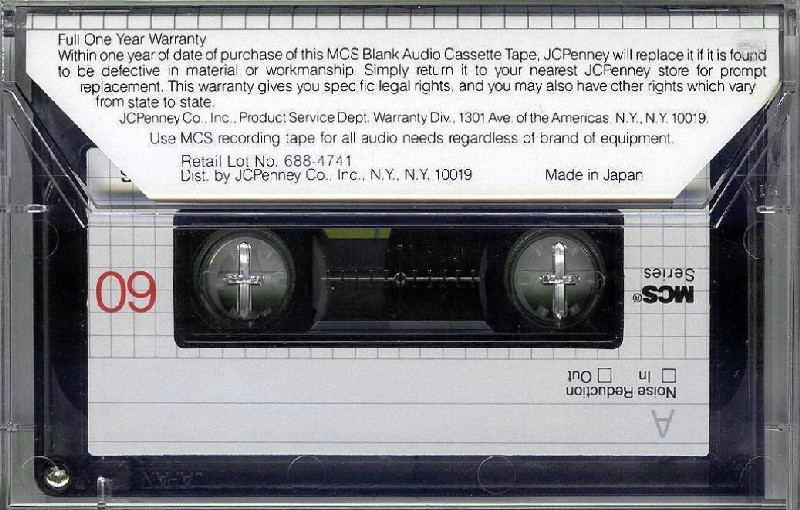 Full One Year Warranty
Within one year of date of purchase of this MCS Blank Audio Cassette Tape, JCPenney will replace it if it is found
to be defective in material or workmanship. Simply return it to your nearest JCPenney store for prompt
replacement. This warranty gives you specific legal rights, and you may also have other rights which vary
from state to state.
JCPenney Co., Inc., Product Service Dept. Warranty Div., 1301 Ave. of the Americas, N.Y., N.Y. 10019.
Use MCS recording tape for all audio needs regardless of brand of equipment.
Retail Lot No. 688-4741
Dist. by JCPenney Co., Inc., N.Y., N.Y. 10019 Made in Japan
60
MCS®
Series
A
Noise Reduction
☐ In ☐ Out